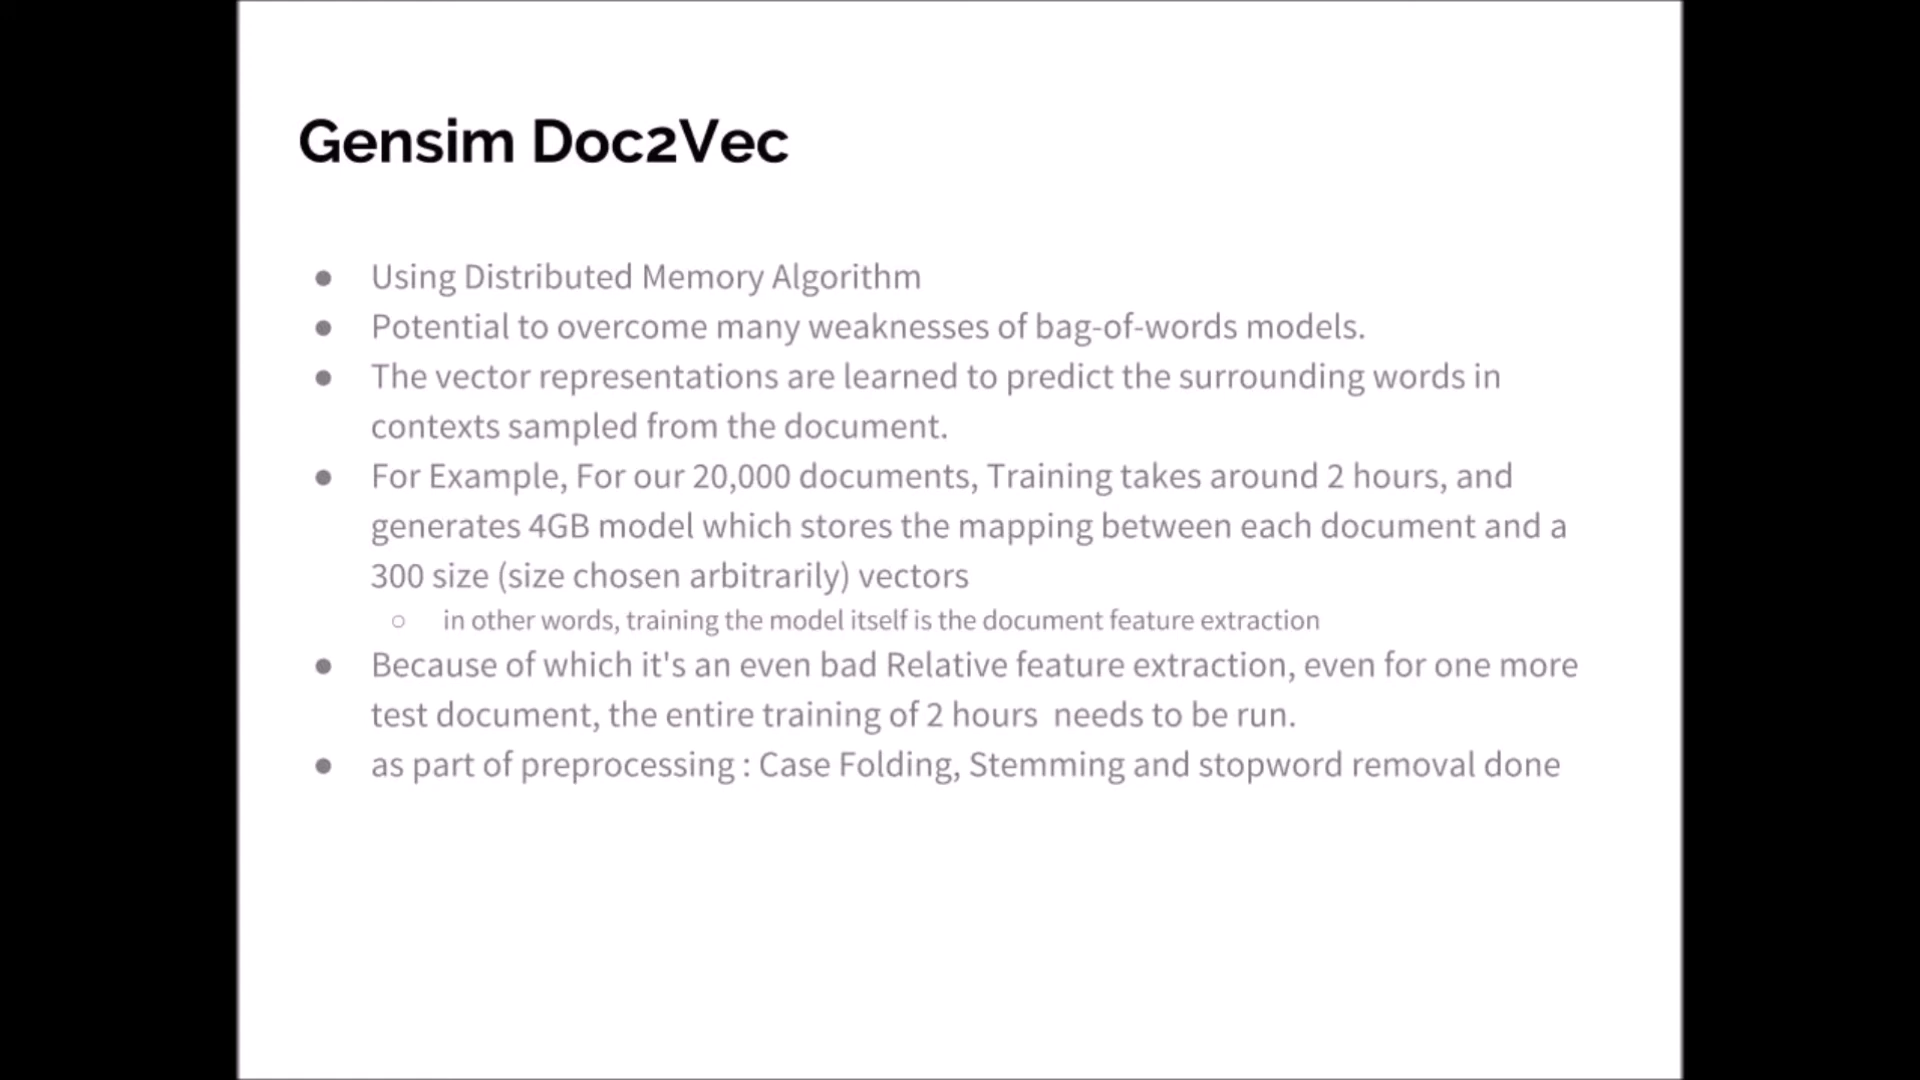 Gensim Doc2Vec
● Using Distributed Memory Algorithm
● Potential to overcome many weaknesses of bag-of-words models.
● The vector representations are learned to predict the surrounding words in
contexts sampled from the document.
● For Example, For our 20,000 documents, Training takes around 2 hours, and
generates 4GB model which stores the mapping between each document and a
300 size (size chosen arbitrarily) vectors
○ in other words, training the model itself is the document feature extraction
● Because of which it's an even bad Relative feature extraction, even for one more
test document, the entire training of 2 hours  needs to be run.
● as part of preprocessing : Case Folding, Stemming and stopword removal done